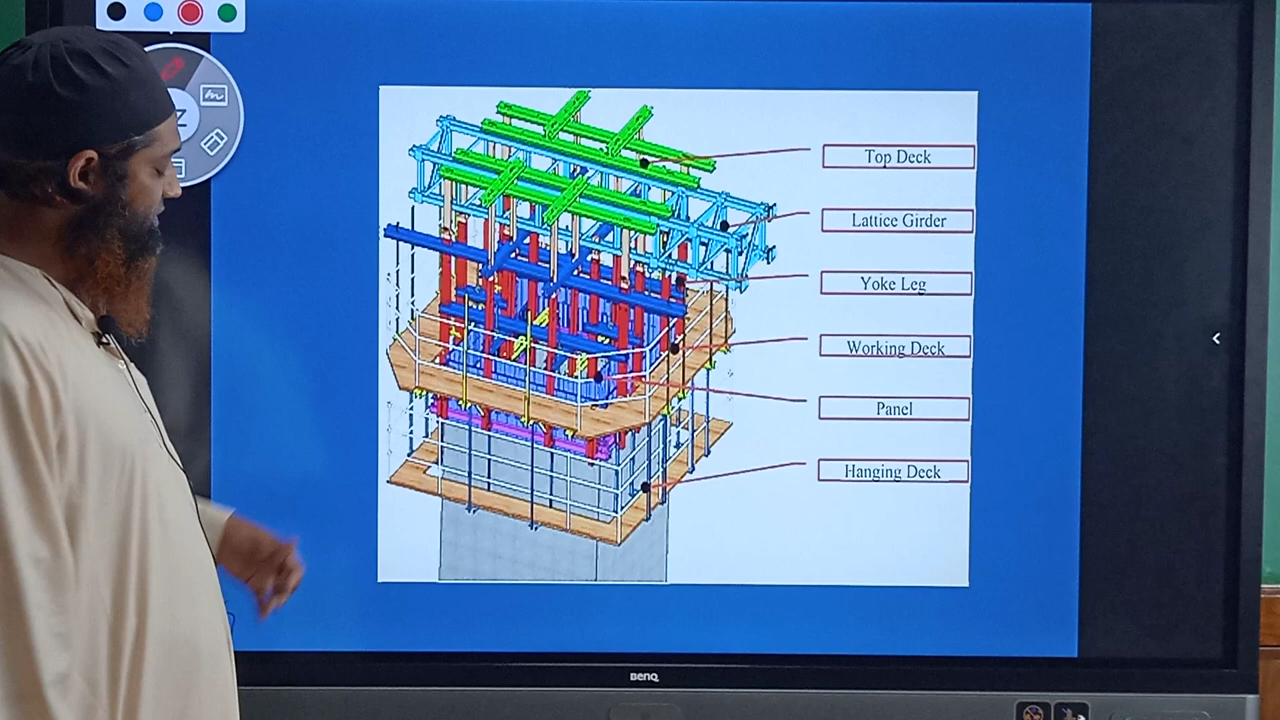 Top Deck
Lattice Girder
Yoke Leg
Working Deck
Panel
Hanging Deck
BenQ